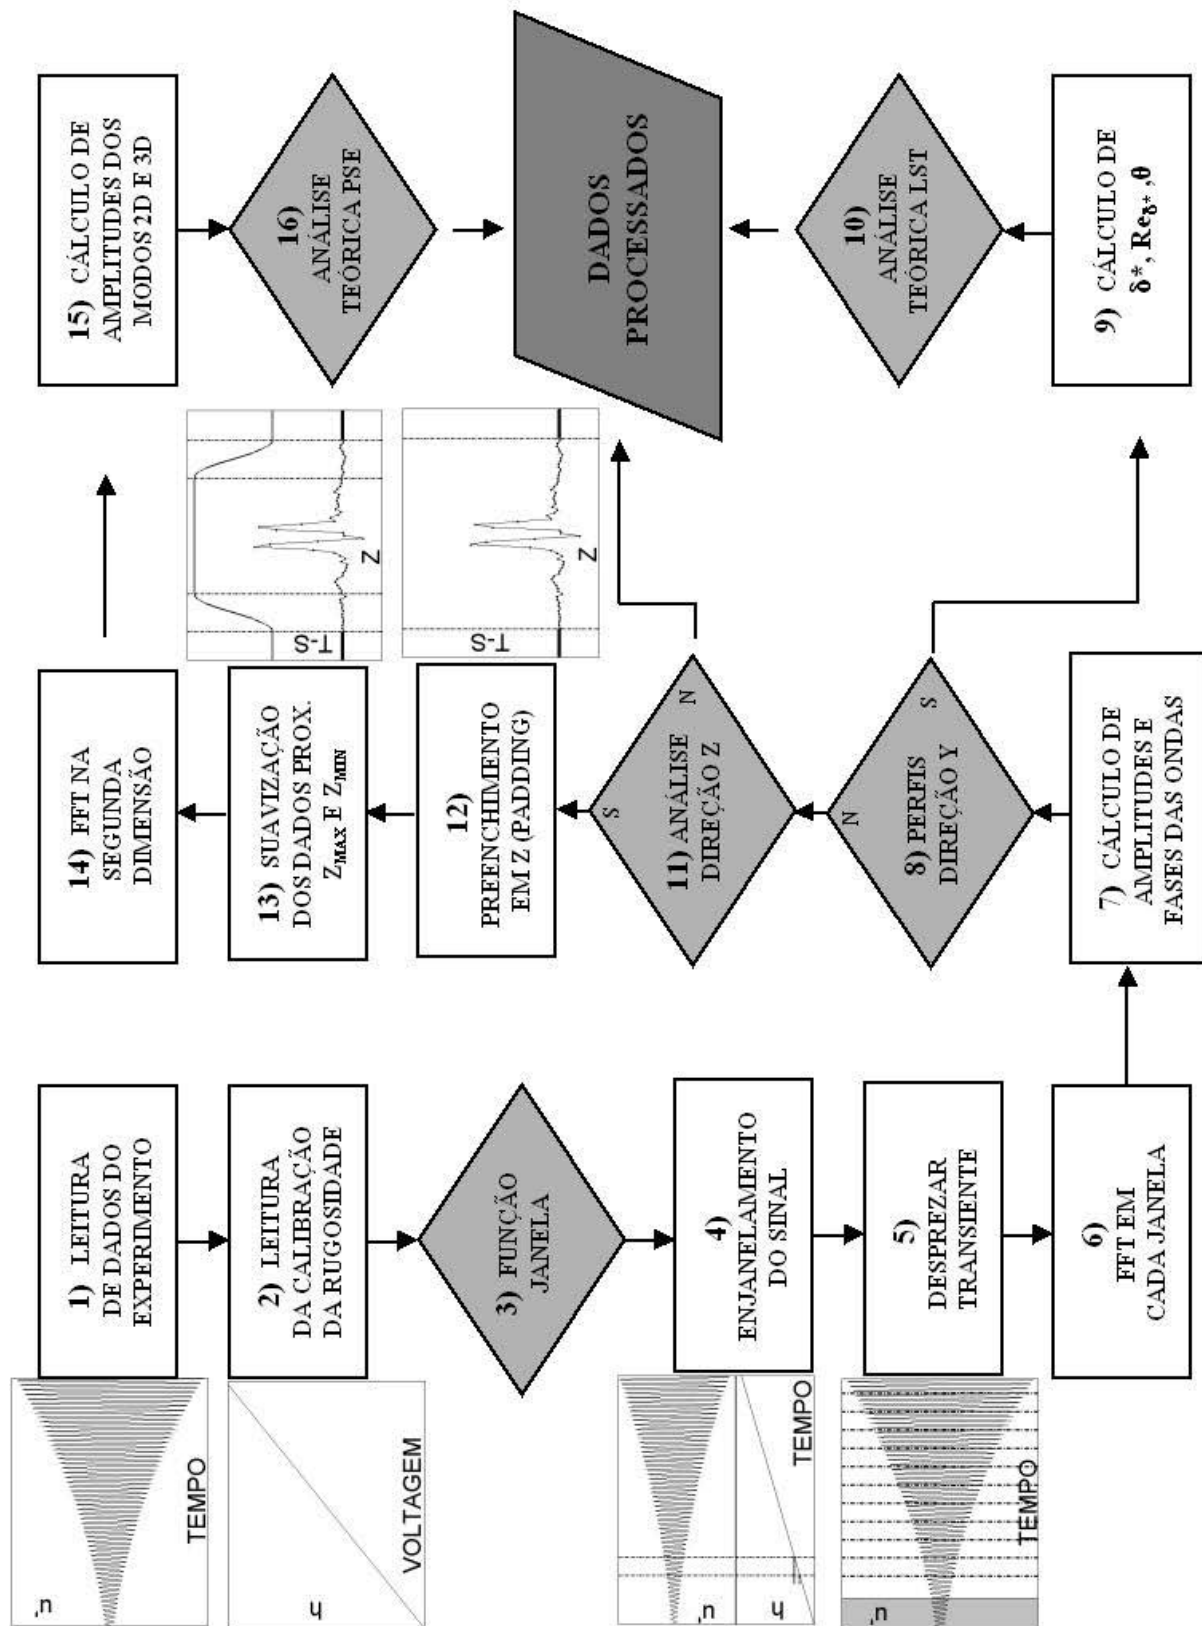 u'
TEMPO
1) LEITURA
DE DADOS DO
EXPERIMENTO
h
VOLTAGEM
2) LEITURA
DA CALIBRAÇÃO
DA RUGOSIDADE
3) FUNÇÃO
JANELA
u'
h
TEMPO
4)
ENJANELAMENTO
DO SINAL
u'
TEMPO
5)
DESPREZAR
TRANSIENTE
6)
FFT EM
CADA JANELA
7) CÁLCULO DE
AMPLITUDES E
FASES DAS ONDAS
8) PERFIS
DIREÇÃO Y
N
S
11) ANÁLISE
DIREÇÃO Z
S
N
12)
PREENCHIMENTO
EM Z (PADDING)
T-S
Z
13) SUAVIZAÇÃO
DOS DADOS PROX.
ZMAX E ZMIN
T-S
Z
14) FFT NA
SEGUNDA
DIMENSÃO
15) CÁLCULO DE
AMPLITUDES DOS
MODOS 2D E 3D
16)
ANÁLISE
TEÓRICA PSE
DADOS
PROCESSADOS
10)
ANÁLISE
TEÓRICA LST
9) CÁLCULO DE
δ*, Reδ*, θ